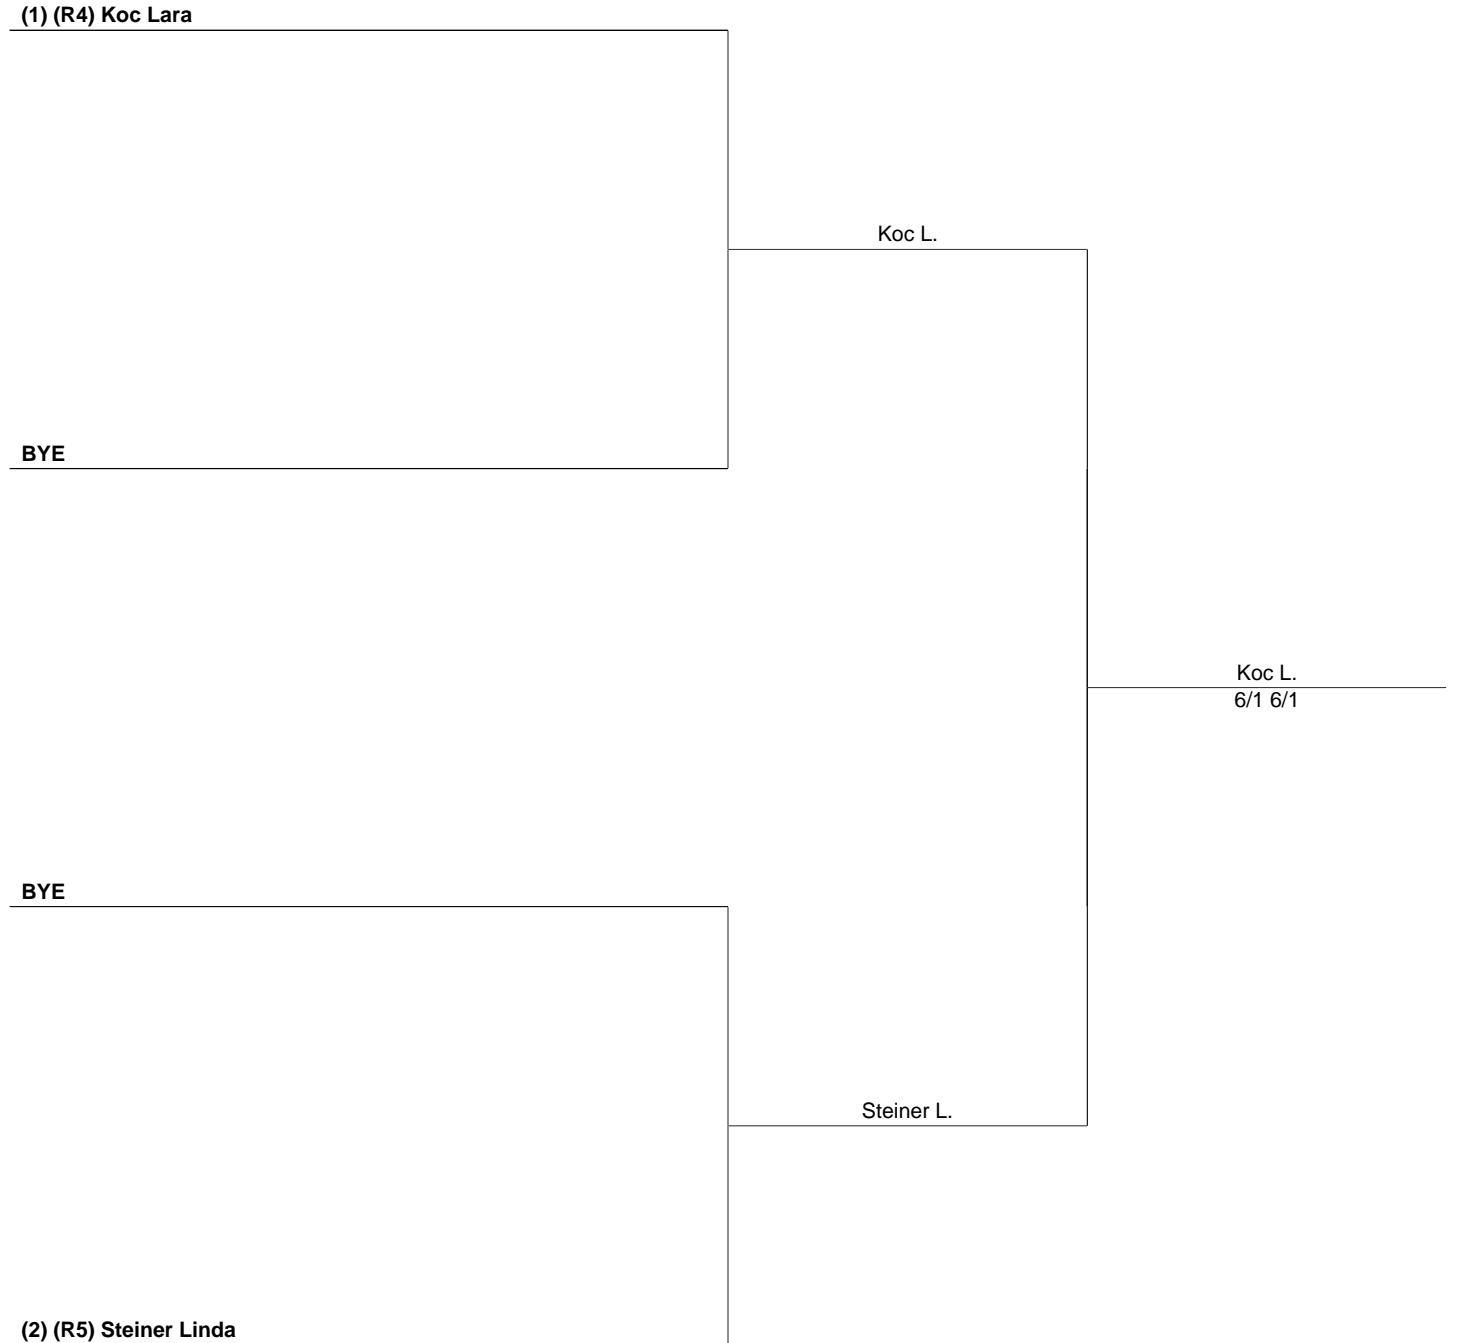 (1) (R4) Koc Lara
Koc L.
BYE
Koc L.
6/1 6/1
BYE
Steiner L.
(2) (R5) Steiner Linda